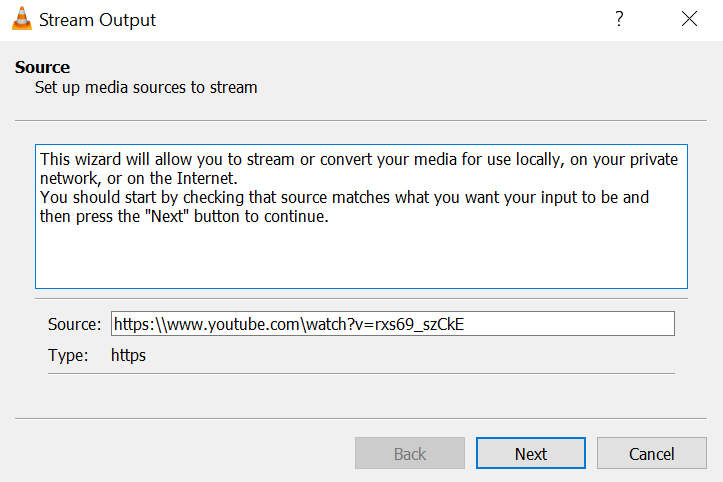 Stream Output
?
Source
Set up media sources to stream
This wizard will allow you to stream or convert your media for use locally, on your private
network, or on the Internet.
You should start by checking that source matches what you want your input to be and
then press the "Next" button to continue.
Source: https:\\www.youtube.com\watch?v=rxs69_szCkE
Type: https
Back Next Cancel